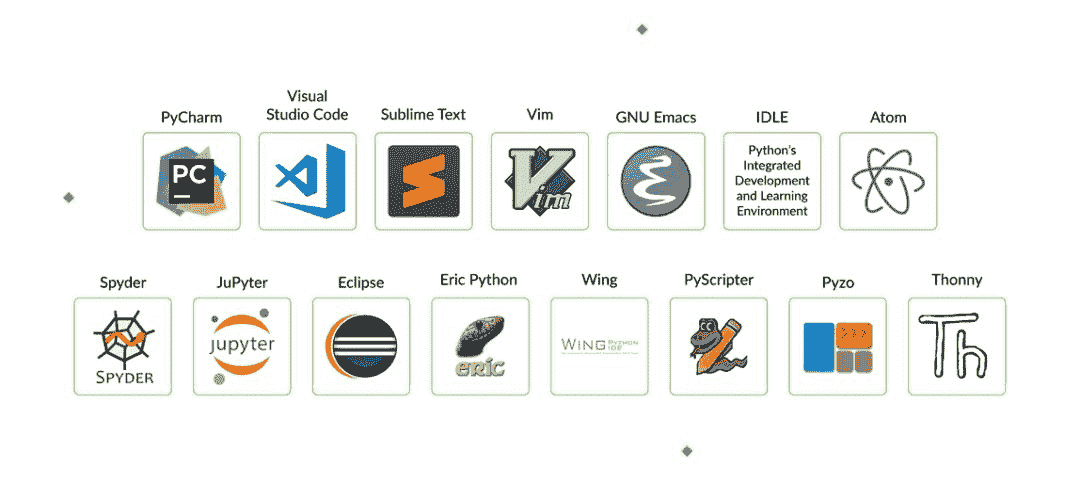 PyCharm
Visual
Studio Code
Sublime Text
Vim
GNU Emacs
IDLE
Atom
PC
Vim
Python's
Integrated
Development
and Learning
Environment
Spyder
JuPyter
Eclipse
Eric Python
Wing
PyScripter
Pyzo
Thonny
SPYDER
jupyter
eric
WING PYTHON
IDE
>>>
Th